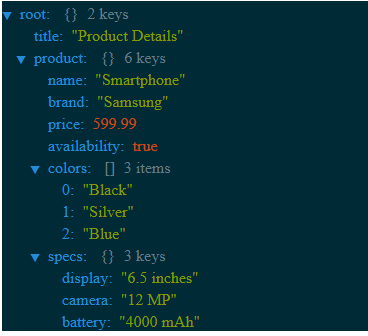 root: {} 2 keys
title: "Product Details"
product: {} 6 keys
name: "Smartphone"
brand: "Samsung"
price: 599.99
availability: true
colors: [] 3 items
0: "Black"
1: "Silver"
2: "Blue"
specs: {} 3 keys
display: "6.5 inches"
camera: "12 MP"
battery: "4000 mAh"